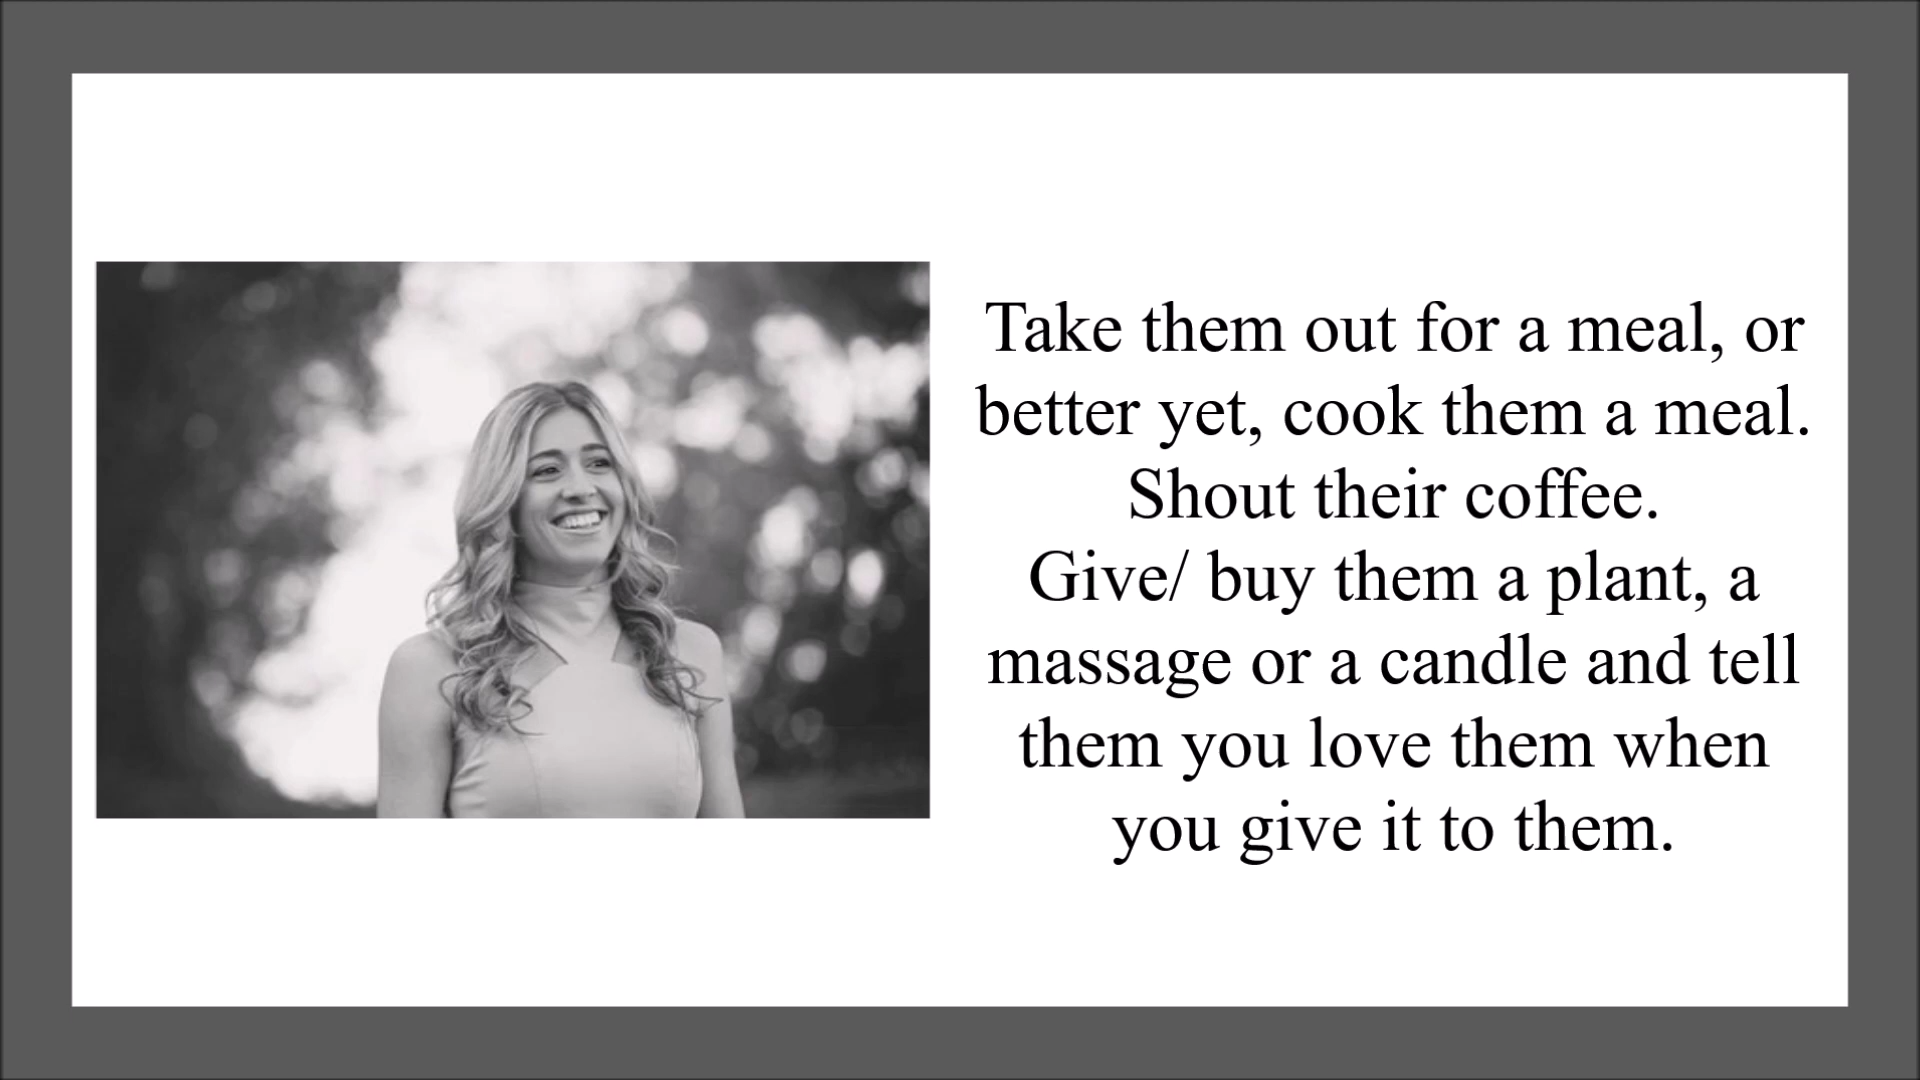 Take them out for a meal, or
better yet, cook them a meal.
Shout their coffee.
Give/ buy them a plant, a
massage or a candle and tell
them you love them when
you give it to them.